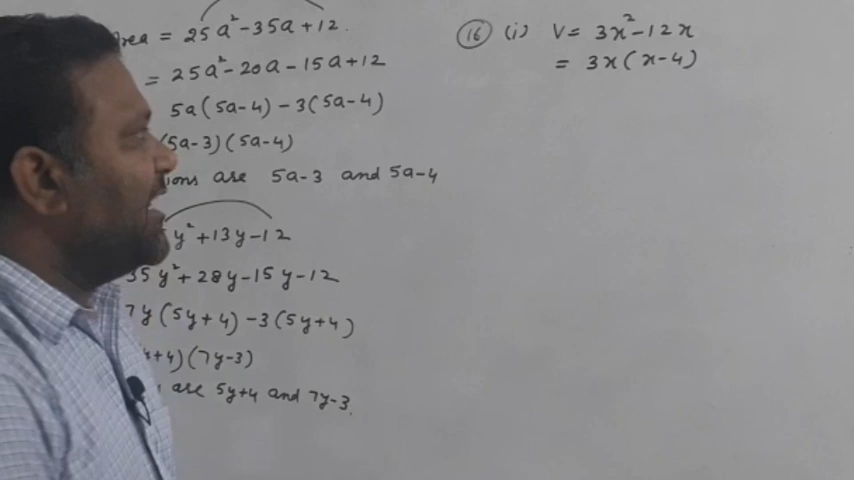 Area = 25a²-35a+12.
= 25a²-20a-15a+12
5a(5a-4)-3(5a-4)
(5a-3)(5a-4)
are 5a-3 and 5a-4
y²+13y-12
35y²+28y-15y-12
7y(5y+4)-3(5y+4)
+4)(7y-3)
are 5y+4 and 7y-3.
16 (i) V = 3x²-12x
= 3x(x-4)